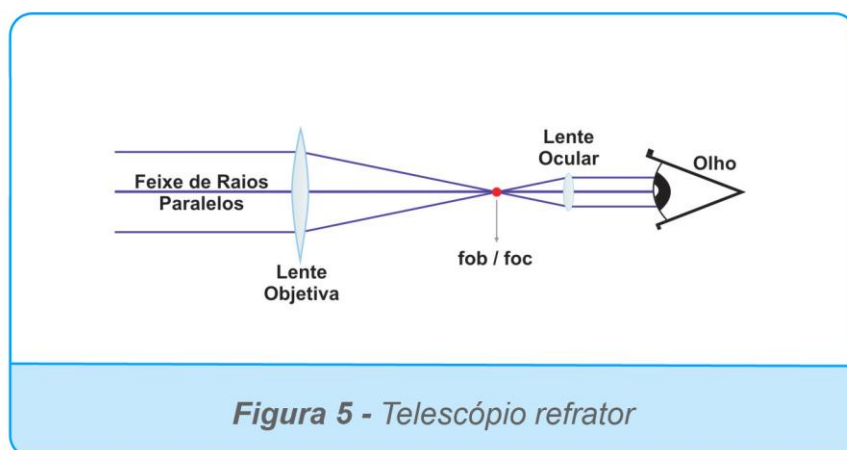 Feixe de Raios
Paralelos
Lente
Objetiva
fob / foc
Lente
Ocular
Olho
Figura 5 - Telescópio refrator